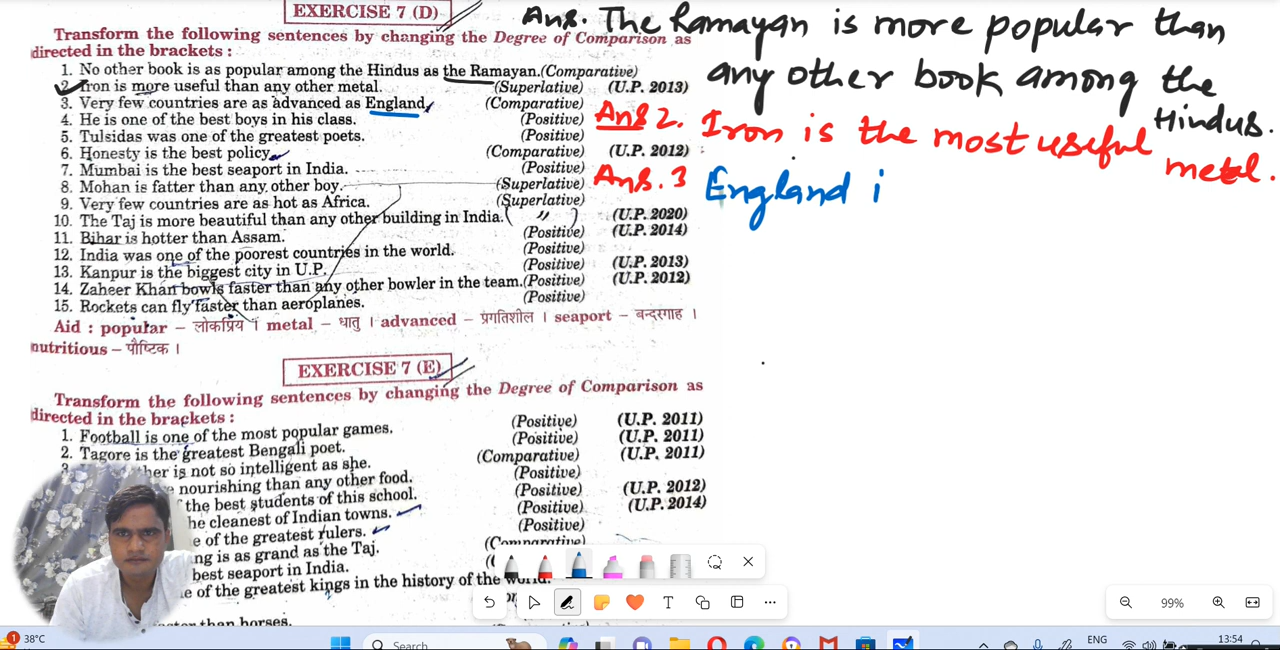 EXERCISE 7 (D)
Transform the following sentences by changing the Degree of Comparison as
directed in the brackets :
1. No other book is as popular among the Hindus as the Ramayan.(Comparative)
2. Iron is more useful than any other metal. (Superlative) (U.P. 2013)
3. Very few countries are as advanced as England. (Comparative)
4. He is one of the best boys in his class. (Positive)
5. Tulsidas was one of the greatest poets. (Positive)
6. Honesty is the best policy. (Comparative) (U.P. 2012)
7. Mumbai is the best seaport in India. (Positive)
8. Mohan is fatter than any other boy. (Superlative)
9. Very few countries are as hot as Africa. (Superlative)
10. The Taj is more beautiful than any other building in India. ( " ) (U.P. 2020)
11. Bihar is hotter than Assam. (Positive) (U.P. 2014)
12. India was one of the poorest countries in the world. (Positive)
13. Kanpur is the biggest city in U.P. (Positive) (U.P. 2013)
14. Zaheer Khan bowls faster than any other bowler in the team.(Positive) (U.P. 2012)
15. Rockets can fly faster than aeroplanes. (Positive)
Aid : popular – लोकप्रिय । metal – धातु । advanced – प्रगतिशील । seaport – बन्दरगाह ।
nutritious – पौष्टिक ।
EXERCISE 7 (E)
Transform the following sentences by changing the Degree of Comparison as
directed in the brackets :
1. Football is one of the most popular games. (Positive) (U.P. 2011)
2. Tagore is the greatest Bengali poet. (Positive) (U.P. 2011)
3. her is not so intelligent as she. (Comparative) (U.P. 2011)
nourishing than any other food. (Positive)
the best students of this school. (Positive) (U.P. 2012)
he cleanest of Indian towns. (Positive) (U.P. 2014)
e of the greatest rulers. (Positive)
ng is as grand as the Taj. (Comparative)
best seaport in India.
e of the greatest kings in the history of the world.
than horses.
Ans. The Ramayan is more popular than
any other book among the
Hindus.
Ans 2. Iron is the most useful
metal.
Ans. 3 England i
99%
1
38°C
Search
ENG
13:54